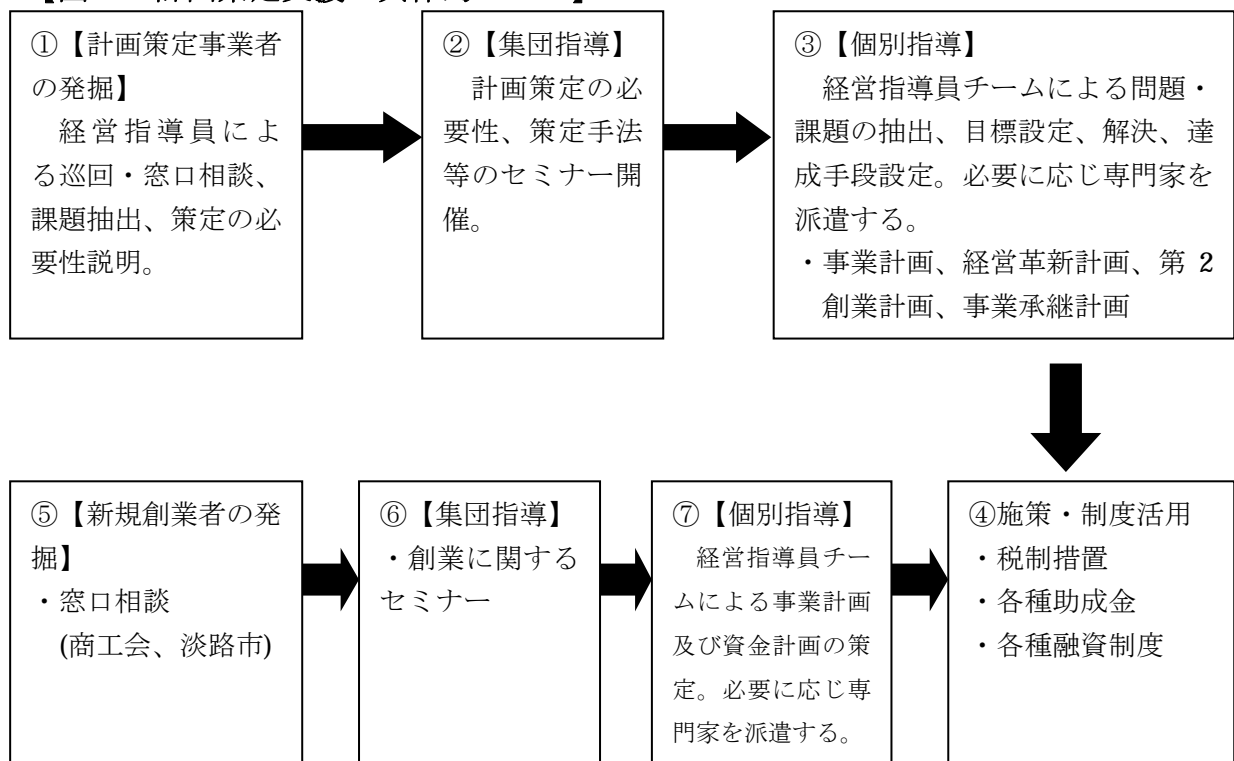 ①【計画策定事業者
の発掘】
経営指導員によ
る巡回・窓口相談、
課題抽出、策定の必
要性説明。
②【集団指導】
計画策定の必
要性、策定手法
等のセミナー開
催。
③【個別指導】
経営指導員チームによる問題・
課題の抽出、目標設定、解決、達
成手段設定。必要に応じ専門家を
派遣する。
・事業計画、経営革新計画、第 2
創業計画、事業承継計画
⑤【新規創業者の発
掘】
・窓口相談
(商工会、淡路市)
⑥【集団指導】
・創業に関する
セミナー
⑦【個別指導】
経営指導員チー
ムによる事業計画
及び資金計画の策
定。必要に応じ専
門家を派遣する。
④施策・制度活用
・税制措置
・各種助成金
・各種融資制度